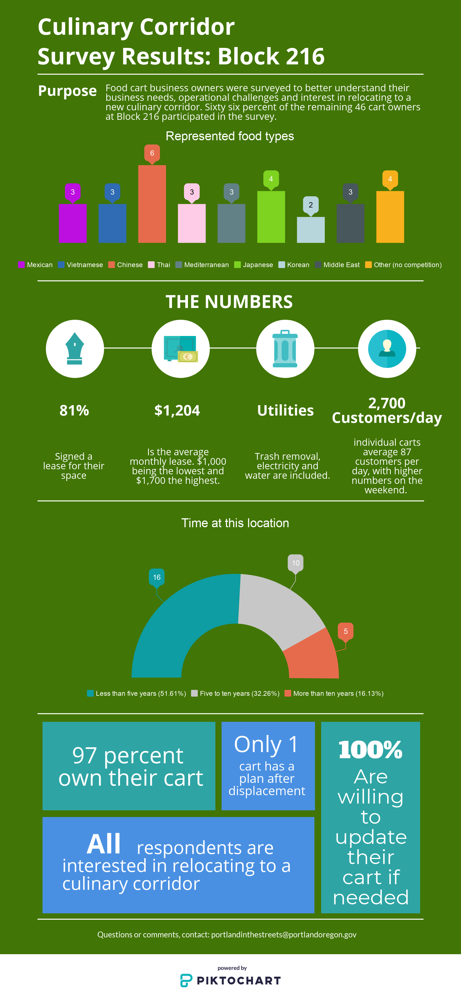 Culinary Corridor
Survey Results: Block 216
Purpose
Food cart business owners were surveyed to better understand their
business needs, operational challenges and interest in relocating to a
new culinary corridor. Sixty six percent of the remaining 46 cart owners
at Block 216 participated in the survey.
Represented food types
3
3
6
3
3
4
2
3
4
Mexican Vietnamese Chinese Thai Mediterranean Japanese Korean Middle East Other (no competition)
THE NUMBERS
€
81%
Signed a
lease for their
space
$1,204
Is the average
monthly lease. $1,000
being the lowest and
$1,700 the highest.
Utilities
Trash removal,
electricity and
water are included.
2,700
Customers/day
individual carts
average 87
customers per
day, with higher
numbers on the
weekend.
Time at this location
16
10
5
Less than five years (51.61%) Five to ten years (32.26%) More than ten years (16.13%)
97 percent
own their cart
Only 1
cart has a
plan after
displacement
100%
Are
willing
to
update
their
cart if
needed
All respondents are
interested in relocating to a
culinary corridor
Questions or comments, contact: portlandinthestreets@portlandoregon.gov
powered by
PIKTOCHART